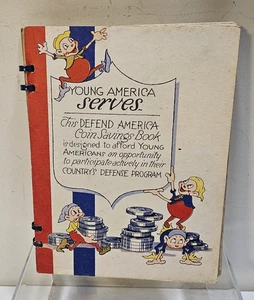 YOUNG AMERICA
serves
This DEFEND AMERICA
Coin Savings Book
is designed to afford YOUNG
AMERICANS an opportunity
to participate actively in their
COUNTRY'S DEFENSE PROGRAM